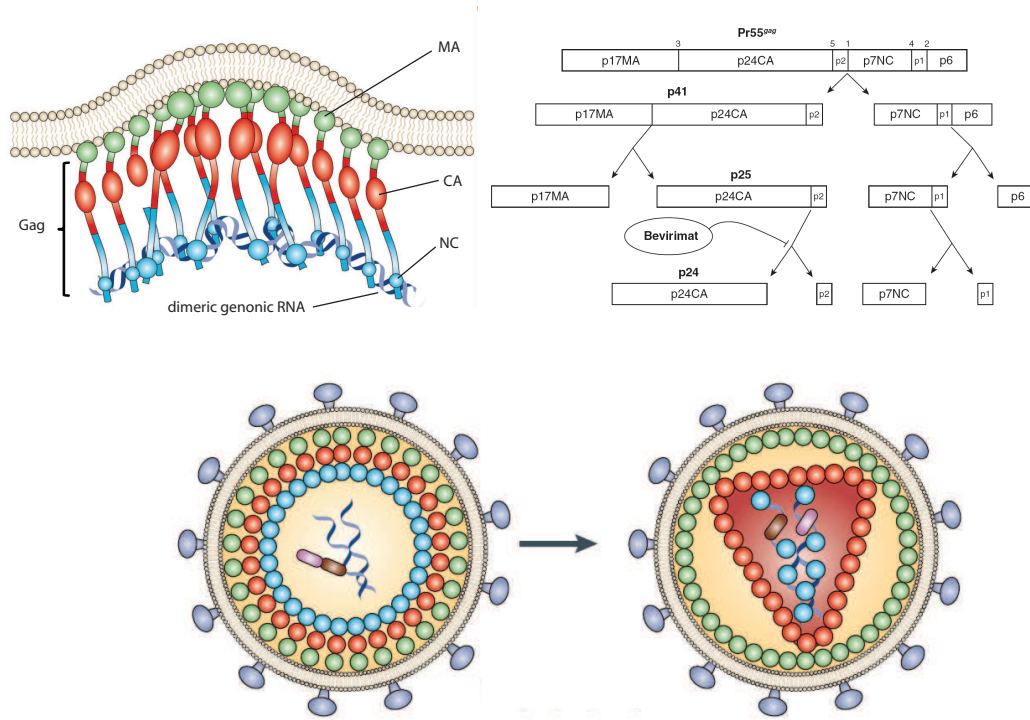 MA
CA
Gag
NC
dimeric genonic RNA
Pr55gag
3 5 1 4 2
p17MA p24CA p2 p7NC p1 p6
p41
p17MA p24CA p2 p7NC p1 p6
p25
p17MA p24CA p2 p7NC p1 p6
Bevirimat
p24
p24CA p2 p7NC p1